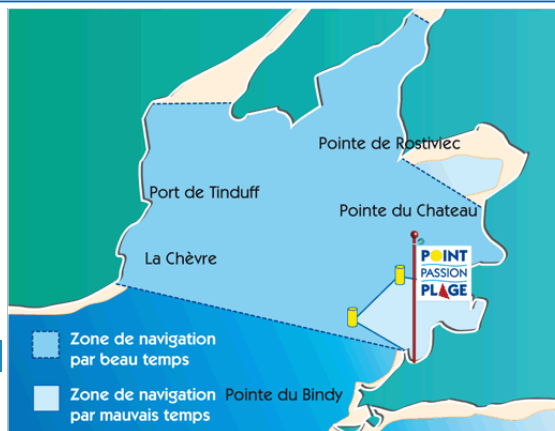 Pointe de Rostiviec
Port de Tinduff
Pointe du Chateau
La Chèvre
POINT
PASSION
PLAGE
Zone de navigation
par beau temps
Zone de navigation
par mauvais temps
Pointe du Bindy